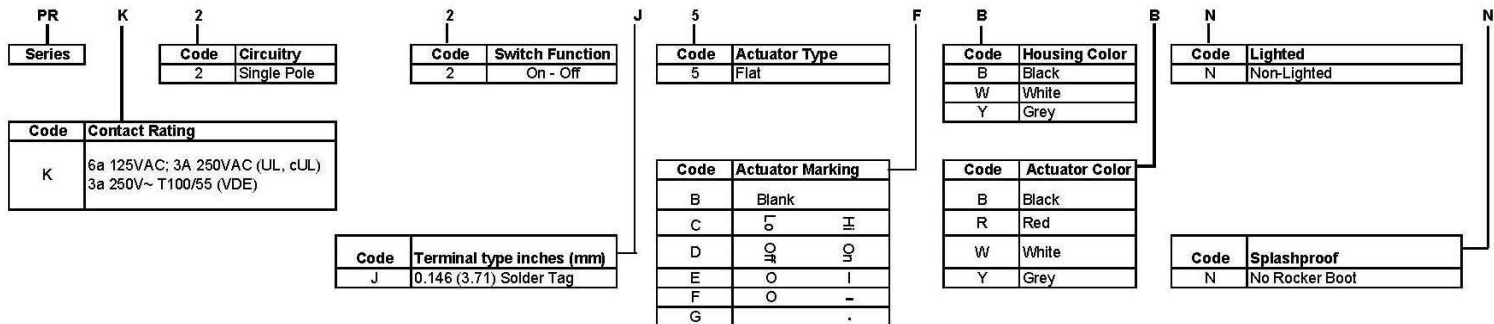 PR K 2 2 J 5 F B B N N
Series
Code Circuitry
2 Single Pole
Code Switch Function
2 On - Off
Code Actuator Type
5 Flat
Code Housing Color
B Black
W White
Y Grey
Code Lighted
N Non-Lighted
Code Contact Rating
K 6a 125VAC; 3A 250VAC (UL, cUL)
3a 250V~ T100/55 (VDE)
Code Terminal type inches (mm)
J 0.146 (3.71) Solder Tag
Code Actuator Marking
B Blank
C Lo Hi
D Off On
E O I
F O –
G .
Code Actuator Color
B Black
R Red
W White
Y Grey
Code Splashproof
N No Rocker Boot